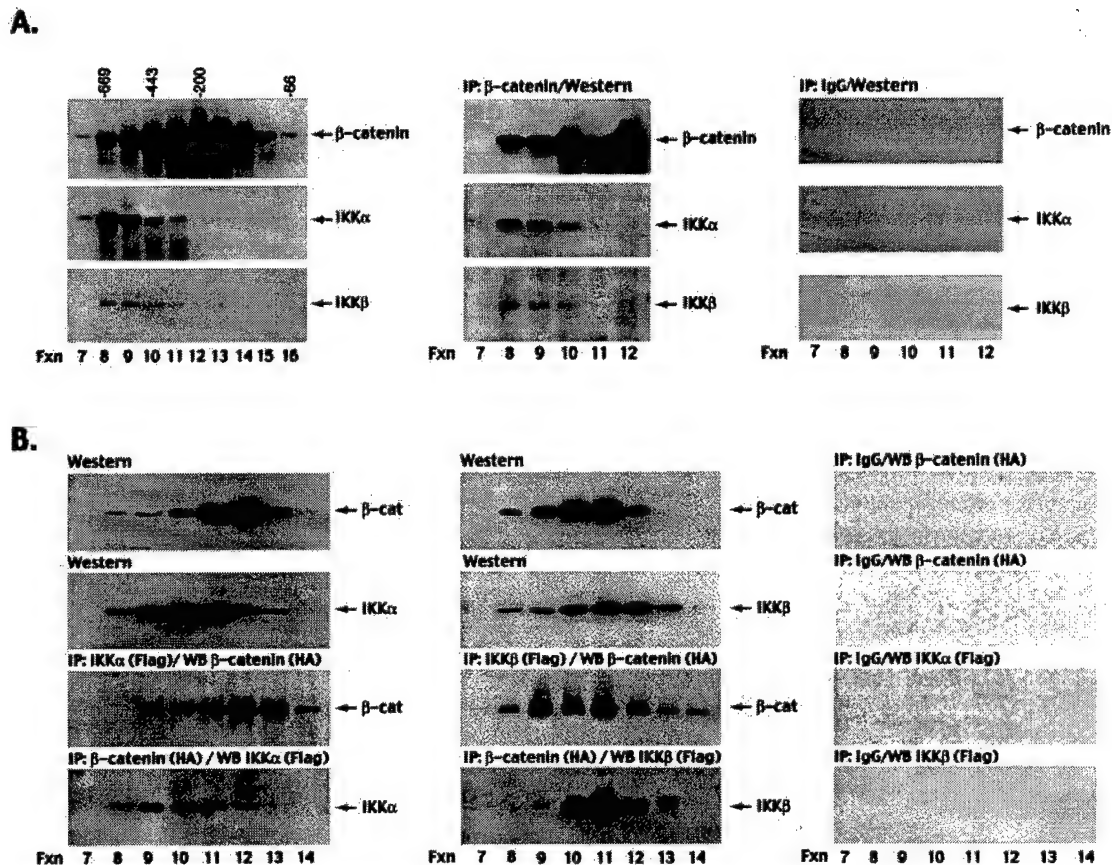 A.
-669 -443 -200 -66
β-catenin
IKKα
IKKβ
Fxn 7 8 9 10 11 12 13 14 15 16
IP: β-catenin/Western
β-catenin
IKKα
IKKβ
Fxn 7 8 9 10 11 12
IP: IgG/Western
β-catenin
IKKα
IKKβ
Fxn 7 8 9 10 11 12
B.
Western
β-cat
Western
IKKα
IP: IKKα (Flag)/ WB β-catenin (HA)
β-cat
IP: β-catenin (HA) / WB IKKα (Flag)
IKKα
Fxn 7 8 9 10 11 12 13 14
Western
β-cat
Western
IKKβ
IP: IKKβ (Flag) / WB β-catenin (HA)
β-cat
IP: β-catenin (HA) / WB IKKβ (Flag)
IKKβ
Fxn 7 8 9 10 11 12 13 14
IP: IgG/WB β-catenin (HA)
IP: IgG/WB β-catenin (HA)
IP: IgG/WB IKKα (Flag)
IP: IgG/WB IKKβ (Flag)
Fxn 7 8 9 10 11 12 13 14